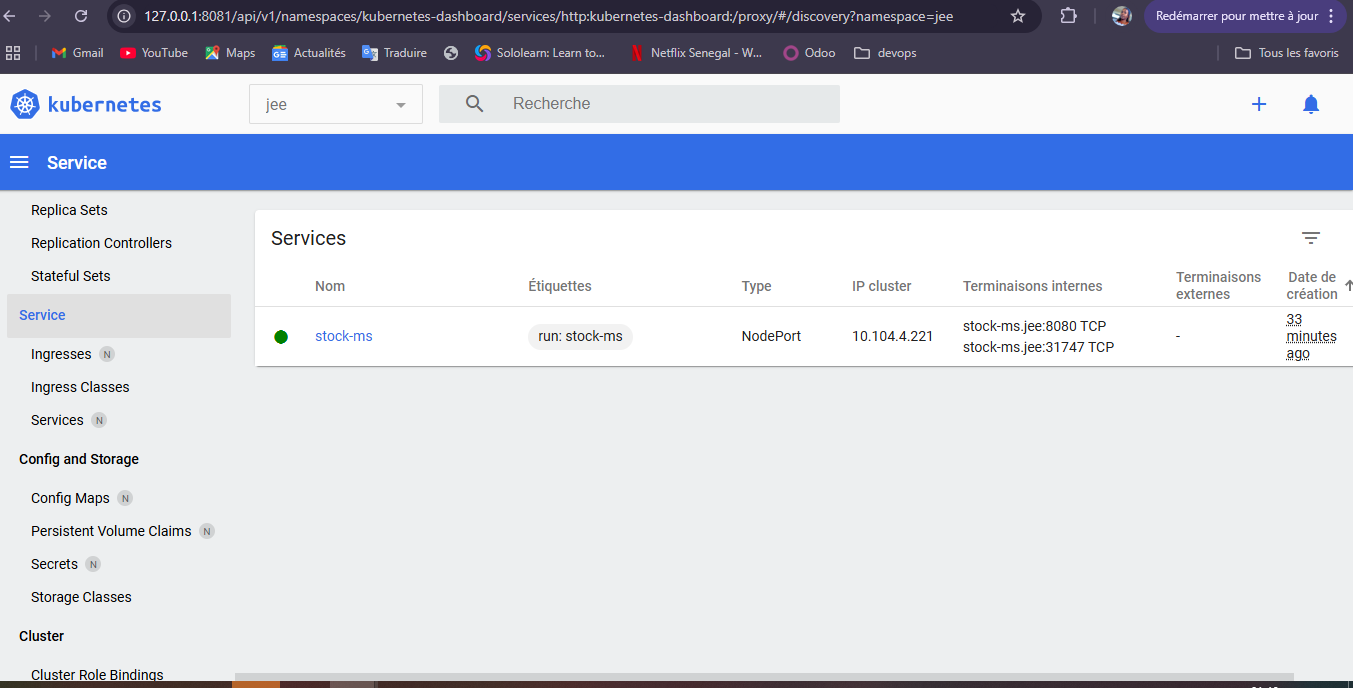 127.0.0.1:8081/api/v1/namespaces/kubernetes-dashboard/services/http:kubernetes-dashboard:/proxy/#/discovery?namespace=jee
Redémarrer pour mettre à jour
Gmail
YouTube
Maps
Actualités
Traduire
Sololearn: Learn to...
Netflix Senegal - W...
Odoo
devops
Tous les favoris
kubernetes
jee
Recherche
Service
Replica Sets
Replication Controllers
Stateful Sets
Service
Ingresses N
Ingress Classes
Services N
Config and Storage
Config Maps N
Persistent Volume Claims N
Secrets N
Storage Classes
Cluster
Cluster Role Bindings
Services
Nom
Étiquettes
Type
IP cluster
Terminaisons internes
Terminaisons
externes
Date de
création
stock-ms
run: stock-ms
NodePort
10.104.4.221
stock-ms.jee:8080 TCP
stock-ms.jee:31747 TCP
-
33
minutes
ago